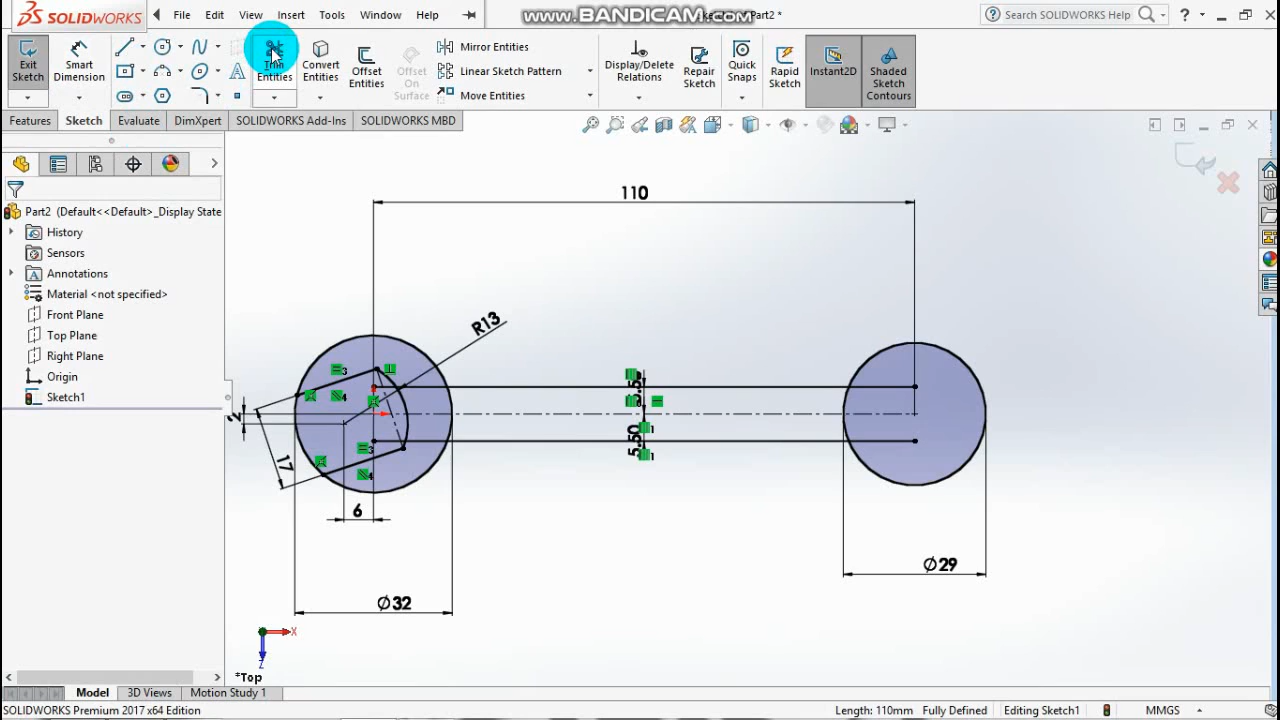 SOLIDWORKS
File Edit View Insert Tools Window Help
www.BANDICAM.com
Part2 *
Search SOLIDWORKS Help
?
Exit Sketch
Smart Dimension
Trim Entities
Convert Entities
Offset Entities
Offset On Surface
Mirror Entities
Linear Sketch Pattern
Move Entities
Display/Delete Relations
Repair Sketch
Quick Snaps
Rapid Sketch
Instant2D
Shaded Sketch Contours
Features Sketch Evaluate DimXpert SOLIDWORKS Add-Ins SOLIDWORKS MBD
Part2 (Default<<Default>_Display State
History
Sensors
Annotations
Material <not specified>
Front Plane
Top Plane
Right Plane
Origin
Sketch1
110
R13
2
17
6
5.50
Ø32
Ø29
X
Z
*Top
Model 3D Views Motion Study 1
SOLIDWORKS Premium 2017 x64 Edition
Length: 110mm Fully Defined Editing Sketch1 MMGS